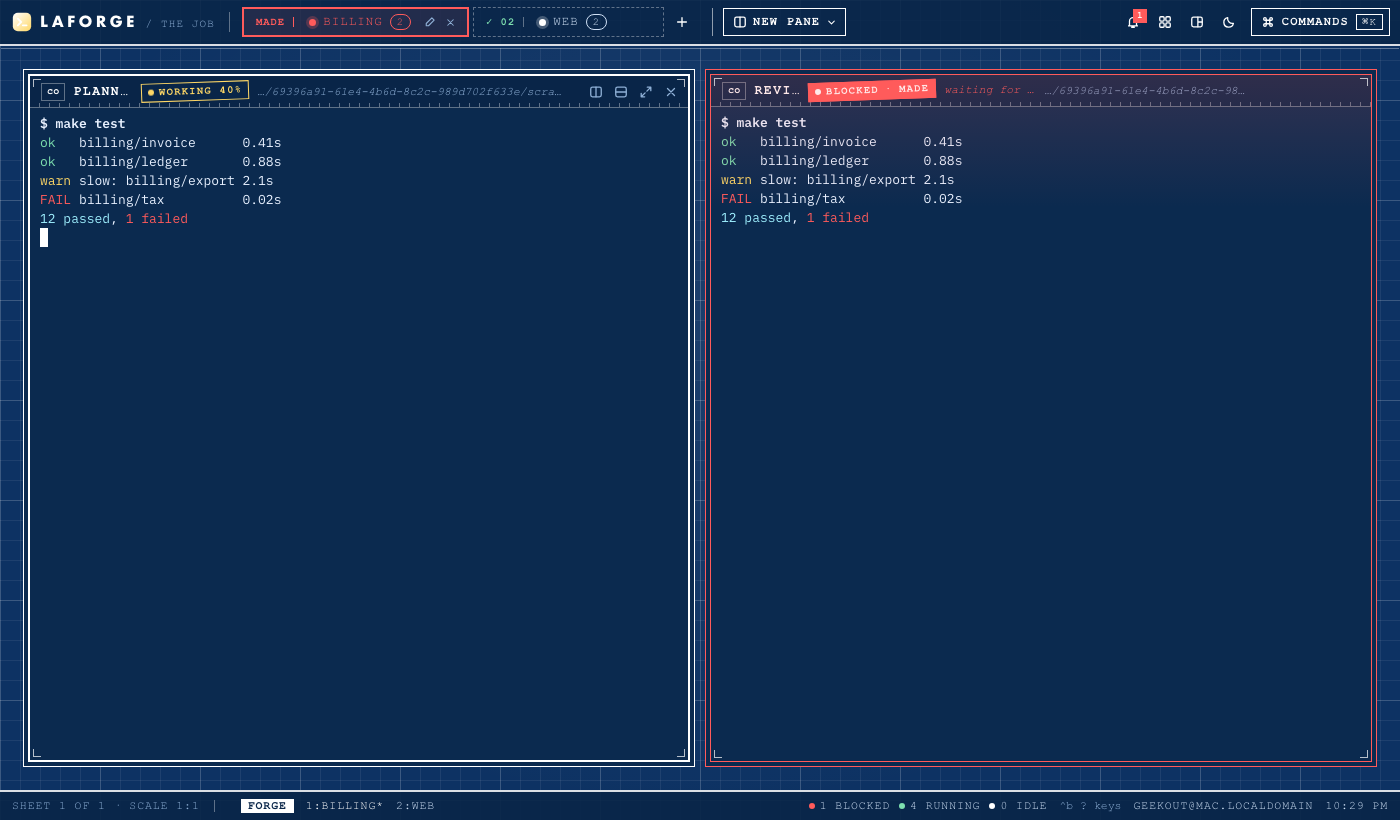 LAFORGE / THE JOB MADE | BILLING 2 ✓ 02 | WEB 2 + NEW PANE 1 ⌘ COMMANDS ⌘K
CO PLANN… WORKING 40% …/69396a91-61e4-4b6d-8c2c-989d702f633e/scra…
$ make test
ok billing/invoice 0.41s
ok billing/ledger 0.88s
warn slow: billing/export 2.1s
FAIL billing/tax 0.02s
12 passed, 1 failed
CO REVI… BLOCKED · MADE waiting for … …/69396a91-61e4-4b6d-8c2c-98…
$ make test
ok billing/invoice 0.41s
ok billing/ledger 0.88s
warn slow: billing/export 2.1s
FAIL billing/tax 0.02s
12 passed, 1 failed
SHEET 1 OF 1 · SCALE 1:1 | FORGE 1:BILLING* 2:WEB 1 BLOCKED 4 RUNNING 0 IDLE ^b ? keys GEEKOUT@MAC.LOCALDOMAIN 10:29 PM